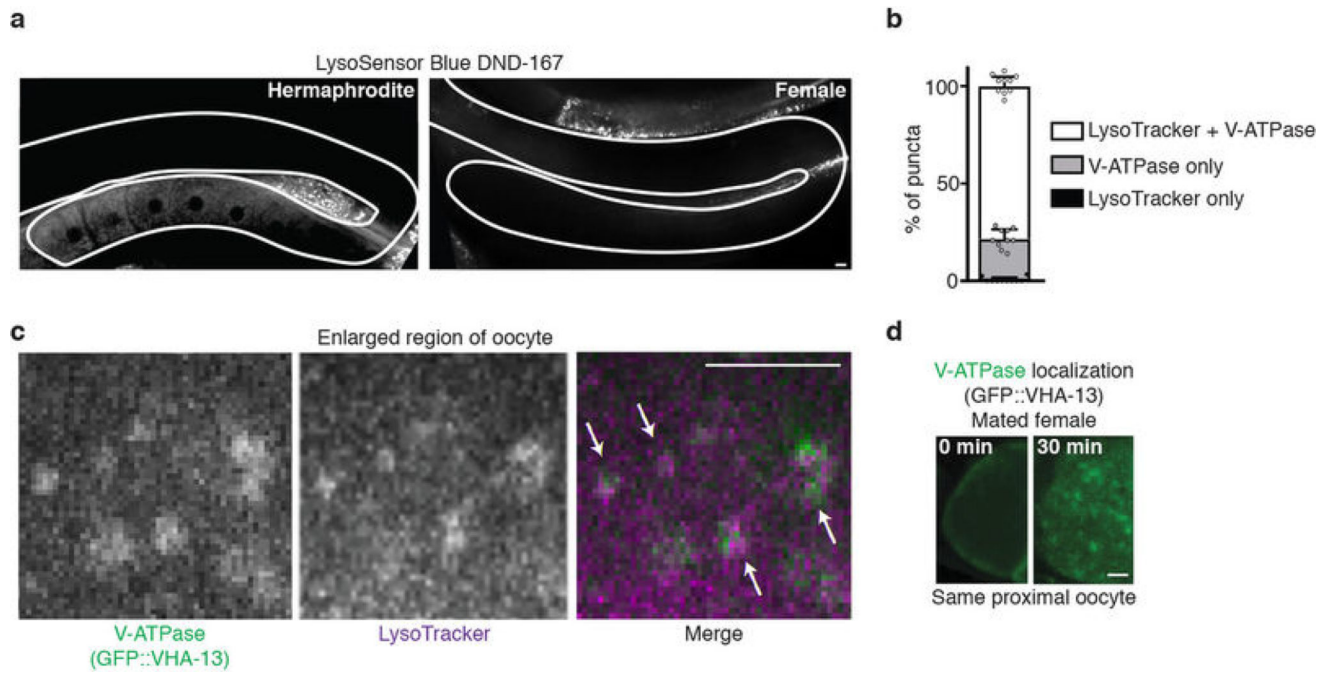 a
LysoSensor Blue DND-167
Hermaphrodite
Female
b
% of puncta
100
50
0
LysoTracker + V-ATPase
V-ATPase only
LysoTracker only
c
Enlarged region of oocyte
V-ATPase
(GFP::VHA-13)
LysoTracker
Merge
d
V-ATPase localization
(GFP::VHA-13)
Mated female
0 min
30 min
Same proximal oocyte